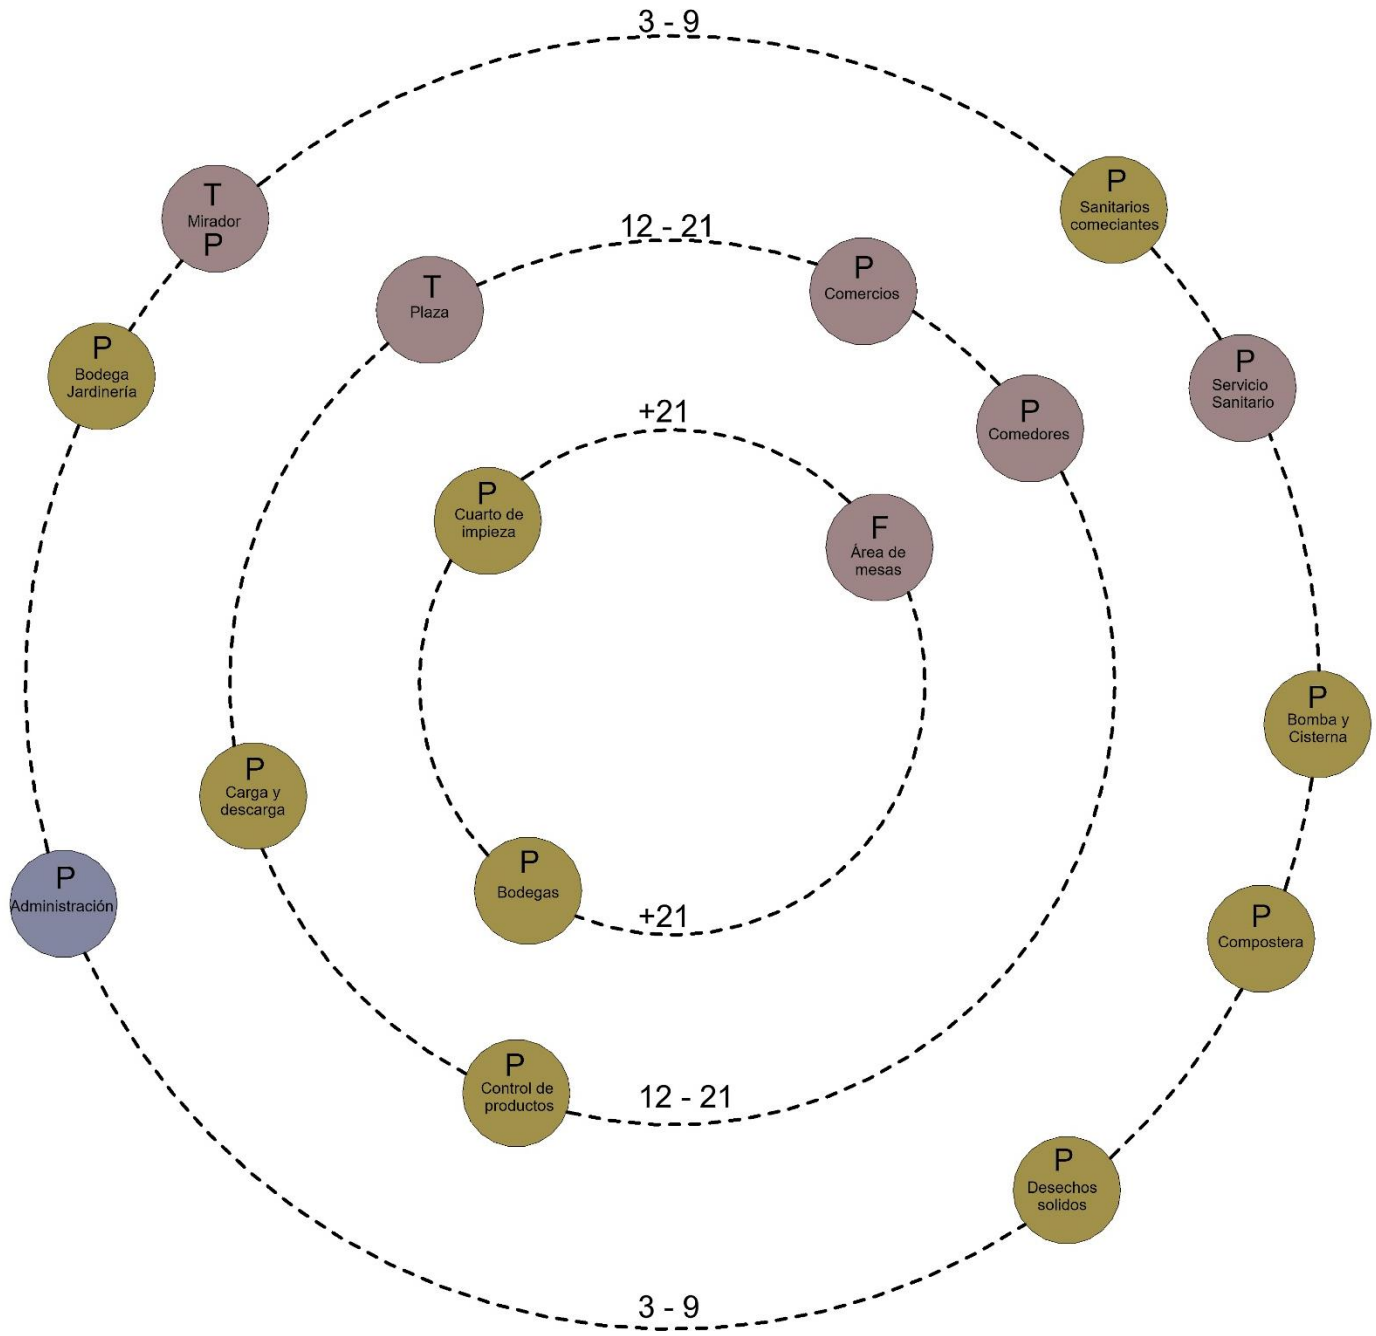 3 - 9
T
Mirador
P
P
Sanitarios
comeciantes
12 - 21
T
Plaza
P
Comercios
P
Bodega
Jardinería
P
Servicio
Sanitario
+21
P
Comedores
P
Cuarto de
impieza
F
Área de
mesas
P
Bomba y
Cisterna
P
Carga y
descarga
P
Administración
P
Bodegas
+21
P
Compostera
P
Control de
productos
12 - 21
P
Desechos
solidos
3 - 9